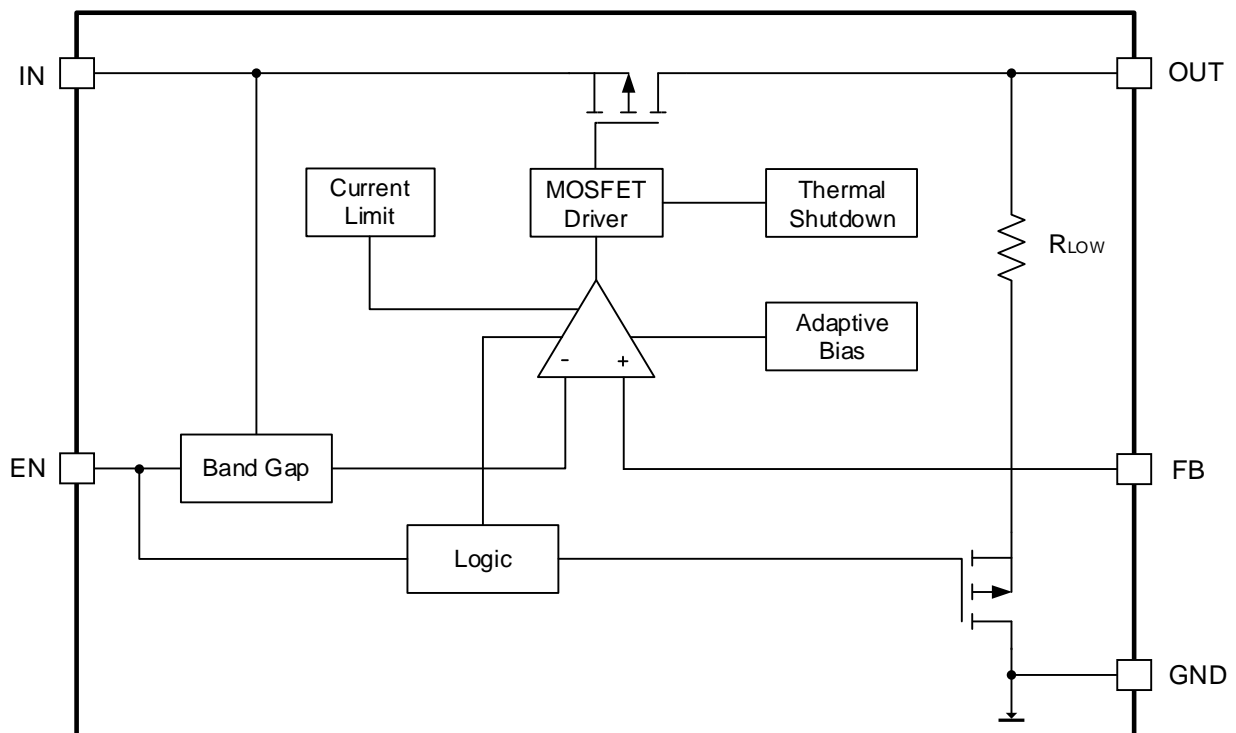 IN
OUT
Current
Limit
MOSFET
Driver
Thermal
Shutdown
RLOW
Adaptive
Bias
- +
EN
Band Gap
FB
Logic
GND